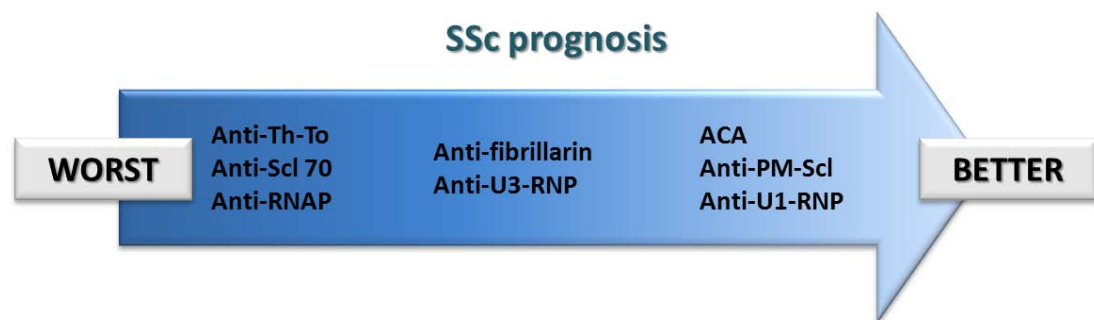 SSc prognosis
WORST
Anti-Th-To
Anti-Scl 70
Anti-RNAP
Anti-fibrillarin
Anti-U3-RNP
ACA
Anti-PM-Scl
Anti-U1-RNP
BETTER